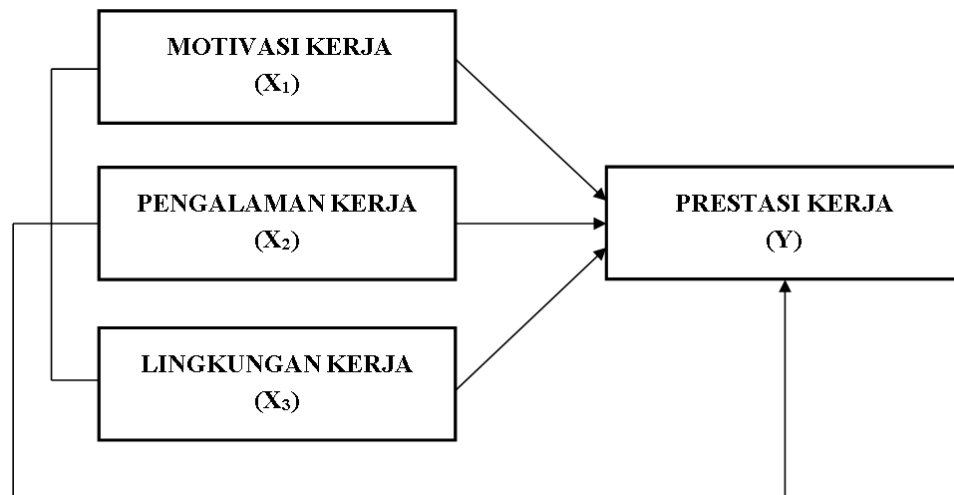 MOTIVASI KERJA
(X₁)
PENGALAMAN KERJA
(X₂)
PRESTASI KERJA
(Y)
LINGKUNGAN KERJA
(X₃)